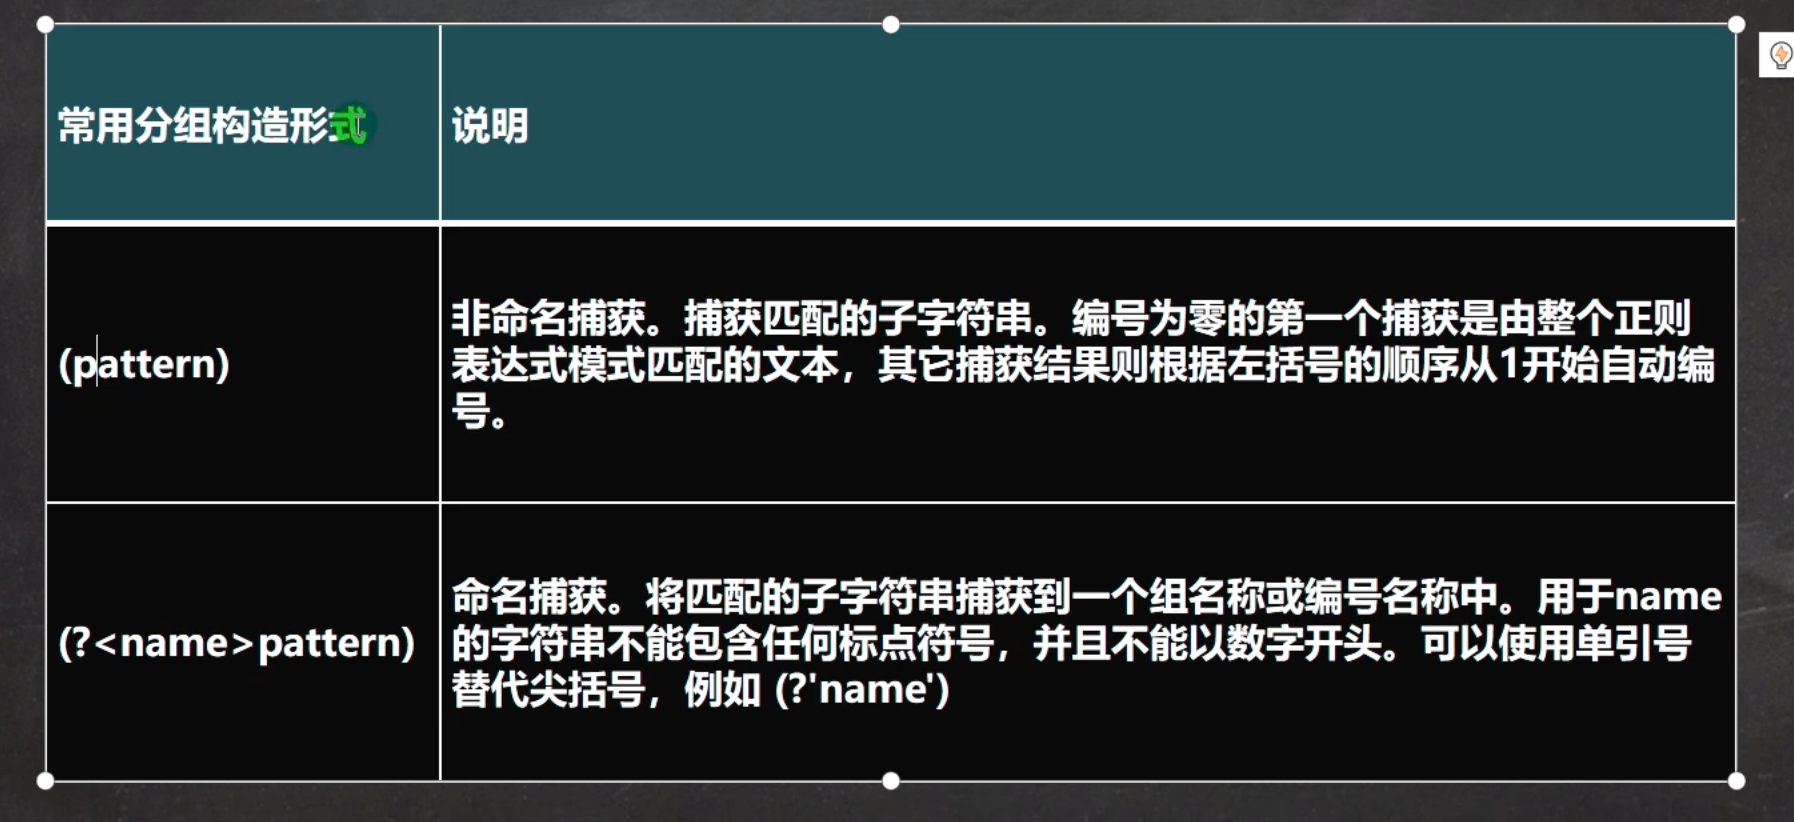 常用分组构造形式
说明
(pattern)
非命名捕获。捕获匹配的子字符串。编号为零的第一个捕获是由整个正则
表达式模式匹配的文本，其它捕获结果则根据左括号的顺序从1开始自动编
号。
(?<name>pattern)
命名捕获。将匹配的子字符串捕获到一个组名称或编号名称中。用于name
的字符串不能包含任何标点符号，并且不能以数字开头。可以使用单引号
替代尖括号，例如 (?'name')